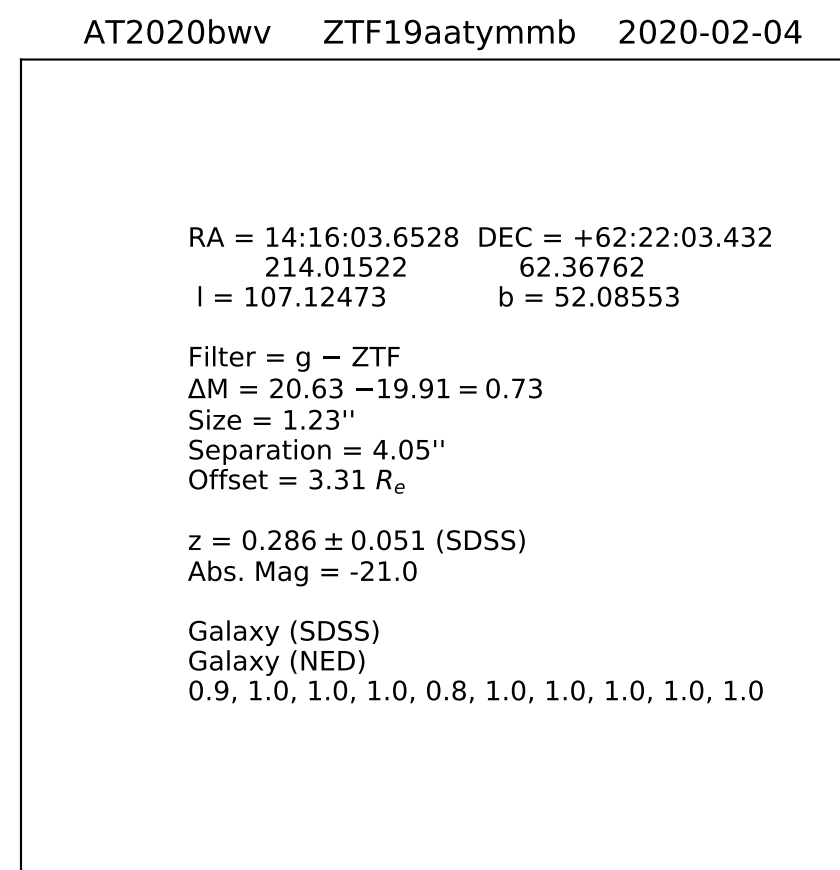 AT2020bwv ZTF19aatymmb 2020-02-04
RA = 14:16:03.6528 DEC = +62:22:03.432
214.01522 62.36762
l = 107.12473 b = 52.08553
Filter = g − ZTF
ΔM = 20.63 −19.91 = 0.73
Size = 1.23''
Separation = 4.05''
Offset = 3.31 Rₑ
z = 0.286 ± 0.051 (SDSS)
Abs. Mag = -21.0
Galaxy (SDSS)
Galaxy (NED)
0.9, 1.0, 1.0, 1.0, 0.8, 1.0, 1.0, 1.0, 1.0, 1.0